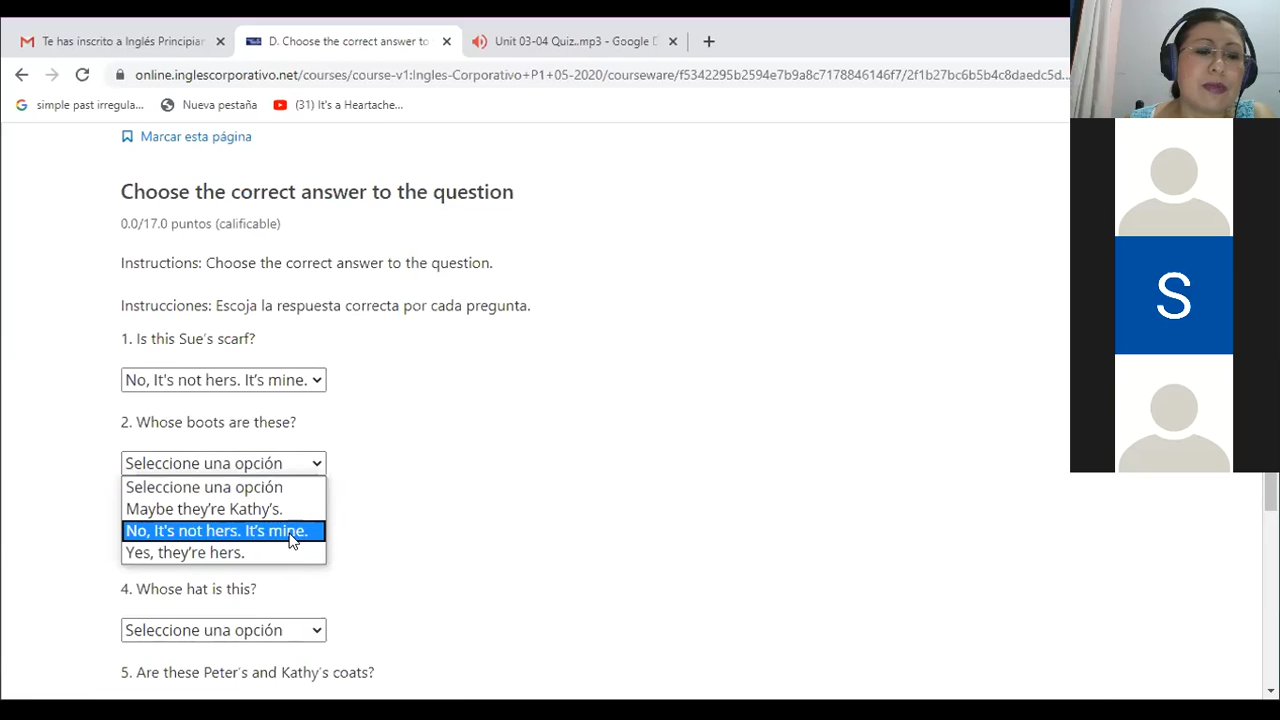 Te has inscrito a Inglés Principian
D. Choose the correct answer to
Unit 03-04 Quiz..mp3 - Google D
online.inglescorporativo.net/courses/course-v1:Ingles-Corporativo+P1+05-2020/courseware/f5342295b2594e7b9a8c7178846146f7/2f1b27bc6b5b4c8daedc5d...
simple past irregula...
Nueva pestaña
(31) It's a Heartache...
Marcar esta página
Choose the correct answer to the question
0.0/17.0 puntos (calificable)
Instructions: Choose the correct answer to the question.
Instrucciones: Escoja la respuesta correcta por cada pregunta.
1. Is this Sue´s scarf?
No, It's not hers. It’s mine.
2. Whose boots are these?
Seleccione una opción
Seleccione una opción
Maybe they’re Kathy’s.
No, It's not hers. It’s mine.
Yes, they’re hers.
4. Whose hat is this?
Seleccione una opción
5. Are these Peter´s and Kathy´s coats?
S